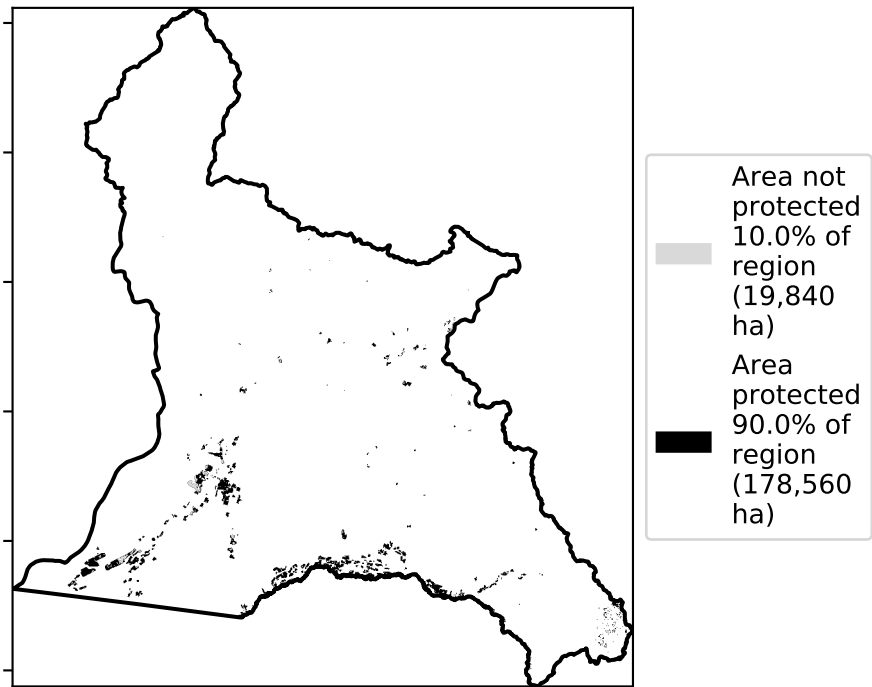 Area not
protected
10.0% of
region
(19,840
ha)
Area
protected
90.0% of
region
(178,560
ha)